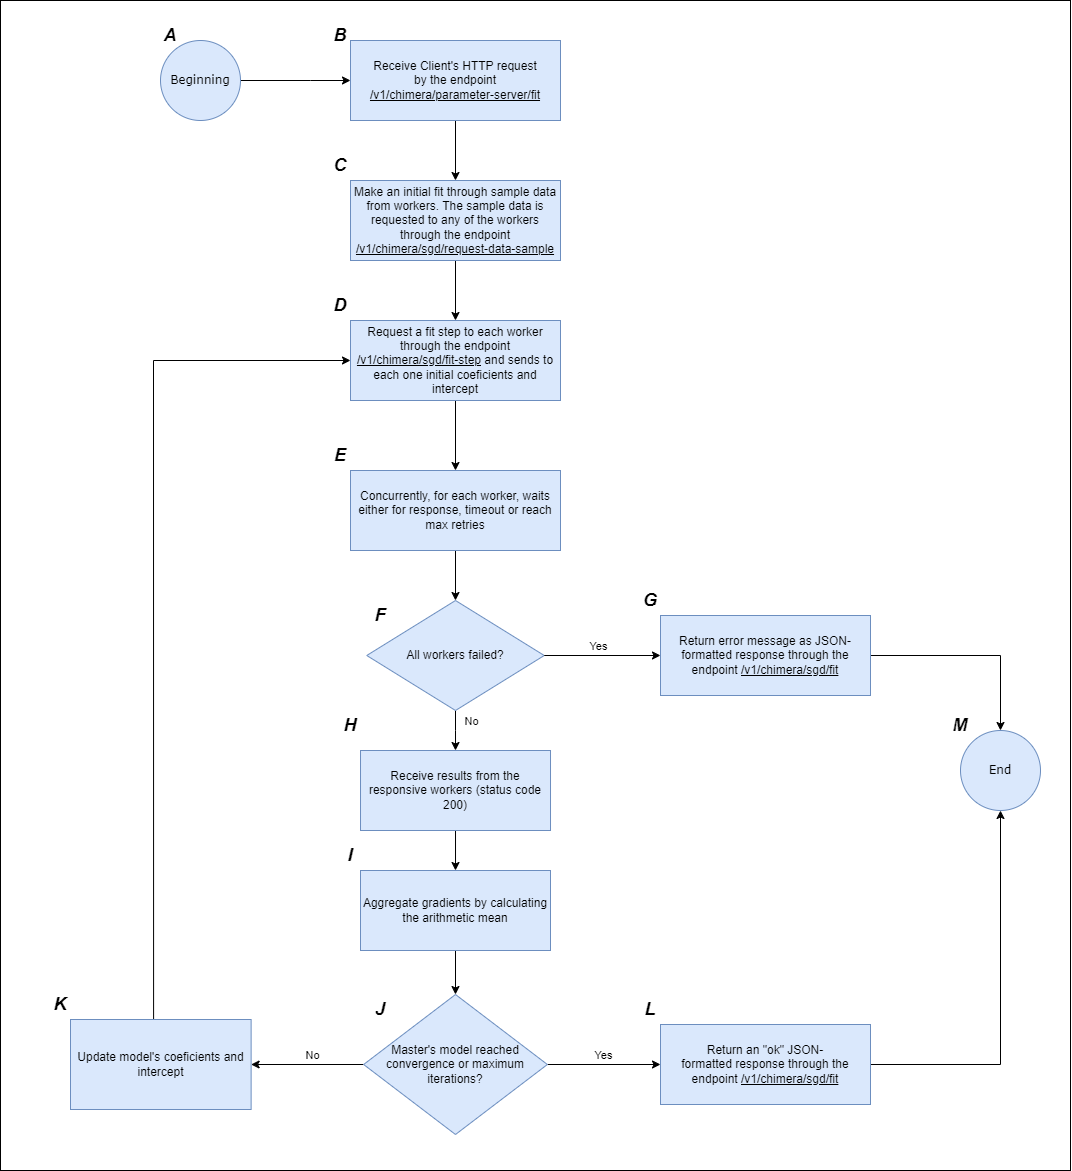 A
Beginning
B
Receive Client's HTTP request
by the endpoint
/v1/chimera/parameter-server/fit
C
Make an initial fit through sample data
from workers. The sample data is
requested to any of the workers
through the endpoint
/v1/chimera/sgd/request-data-sample
D
Request a fit step to each worker
through the endpoint
/v1/chimera/sgd/fit-step and sends to
each one initial coeficients and
intercept
E
Concurrently, for each worker, waits
either for response, timeout or reach
max retries
F
All workers failed?
Yes
G
Return error message as JSON-
formatted response through the
endpoint /v1/chimera/sgd/fit
No
H
Receive results from the
responsive workers (status code
200)
M
End
I
Aggregate gradients by calculating
the arithmetic mean
J
Master's model reached
convergence or maximum
iterations?
No
K
Update model's coeficients and
intercept
Yes
L
Return an "ok" JSON-
formatted response through the
endpoint /v1/chimera/sgd/fit